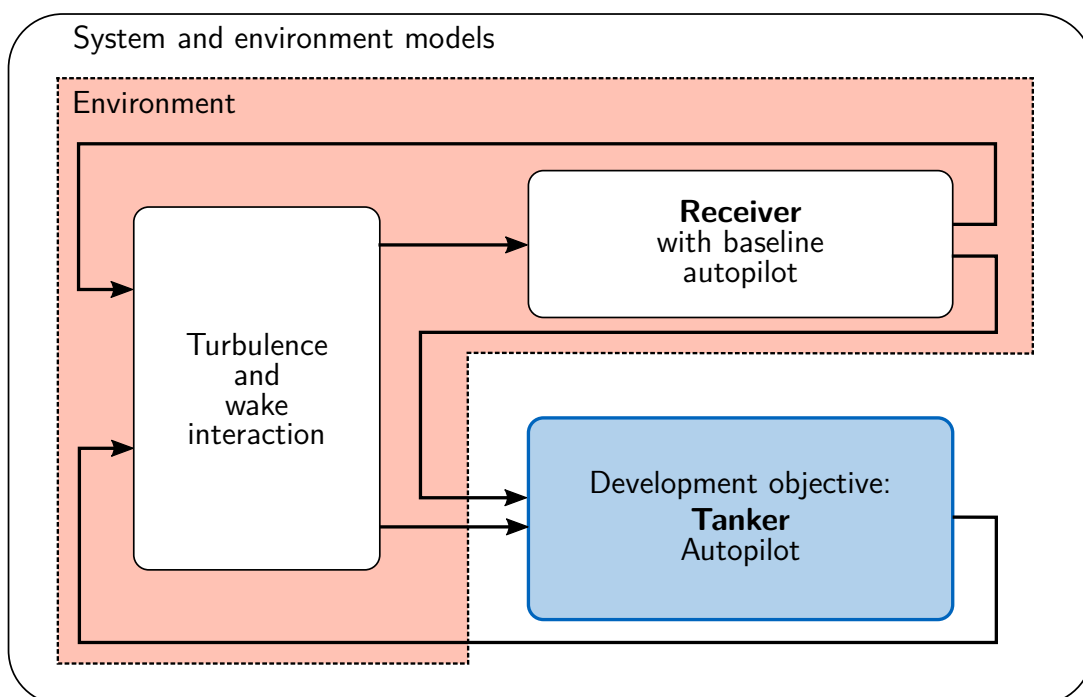 System and environment models
Environment
Receiver
with baseline
autopilot
Turbulence
and
wake
interaction
Development objective:
Tanker
Autopilot